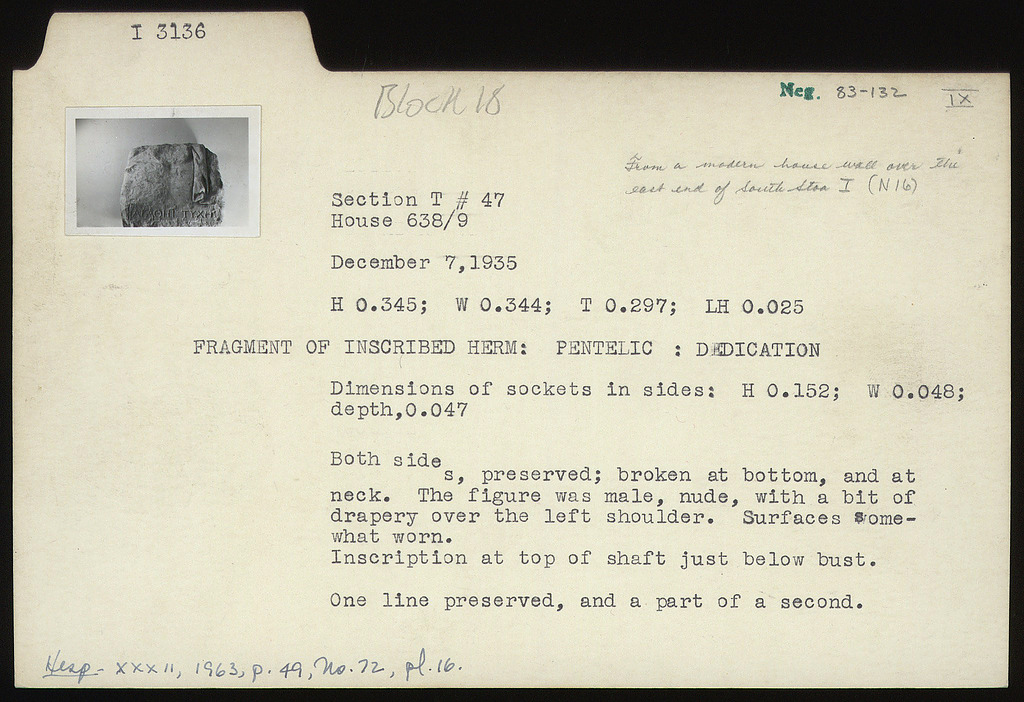 I 3136
Block 18
Neg. 83-132
IX
From a modern house wall over the
east end of South Stoa I (N16)
Section T # 47
House 638/9
December 7,1935
H 0.345; W 0.344; T 0.297; LH 0.025
FRAGMENT OF INSCRIBED HERM: PENTELIC : DEDICATION
Dimensions of sockets in sides: H 0.152; W 0.048;
depth,0.047
Both sides, preserved; broken at bottom, and at
neck. The figure was male, nude, with a bit of
drapery over the left shoulder. Surfaces some-
what worn.
Inscription at top of shaft just below bust.
One line preserved, and a part of a second.
Hesp - XXXII, 1963, p. 49, No. 72, pl. 16.